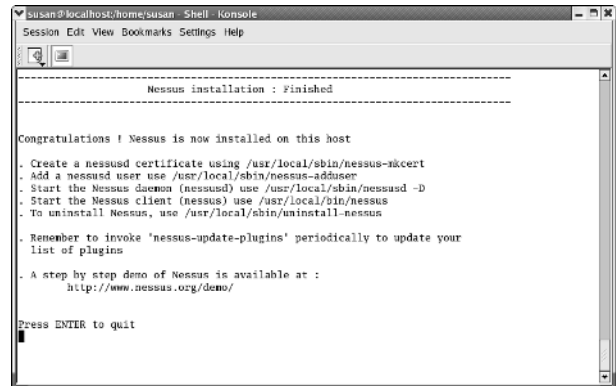 susan@localhost:/home/susan - Shell - Konsole
Session Edit View Bookmarks Settings Help
--------------------------------------------------------------------------------
Nessus installation : Finished
--------------------------------------------------------------------------------
Congratulations ! Nessus is now installed on this host
. Create a nessusd certificate using /usr/local/sbin/nessus-mkcert
. Add a nessusd user use /usr/local/sbin/nessus-adduser
. Start the Nessus daemon (nessusd) use /usr/local/sbin/nessusd -D
. Start the Nessus client (nessus) use /usr/local/bin/nessus
. To uninstall Nessus, use /usr/local/sbin/uninstall-nessus
. Remember to invoke 'nessus-update-plugins' periodically to update your
list of plugins
. A step by step demo of Nessus is available at :
http://www.nessus.org/demo/
Press ENTER to quit